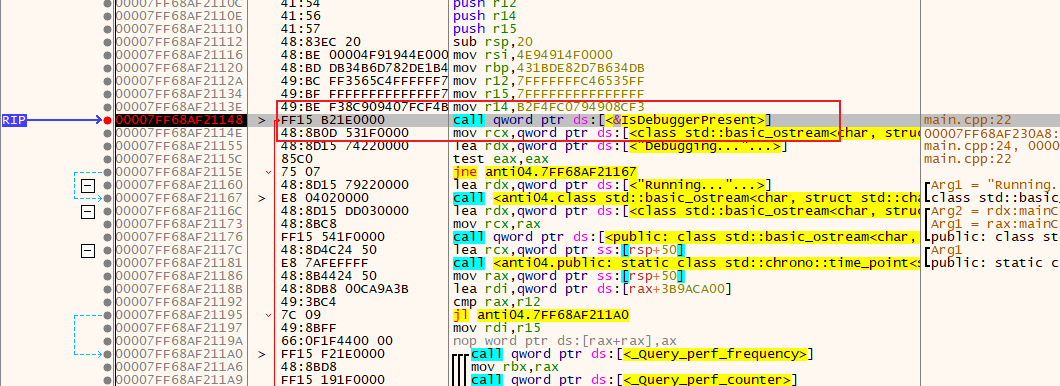 00007FF68AF2110C 41:54 push r12
00007FF68AF2110E 41:56 push r14
00007FF68AF21110 41:57 push r15
48:83EC 20 sub rsp,20
00007FF68AF21116 48:BE 00004F91944E0000 mov rsi,4E94914F0000
00007FF68AF21120 48:BD DB34B6D782DE1B4 mov rbp,431BDE82D7B634DB
00007FF68AF2112A 49:BC FF3565C4FFFFFF7 mov r12,7FFFFFFFC46535FF
00007FF68AF21134 49:BF FFFFFFFFFFFFFF7 mov r15,7FFFFFFFFFFFFFFF
00007FF68AF2113E 49:BE F38C909407FCF4B mov r14,B2F4FC0794908CF3
RIP 00007FF68AF21148 > FF15 B21E0000 call qword ptr ds:[<&IsDebuggerPresent>] main.cpp:22
00007FF68AF2114E 48:8B0D 531F0000 mov rcx,qword ptr ds:[<class std::basic_ostream<char, struc 00007FF68AF230A8:
00007FF68AF21155 48:8D15 74220000 lea rdx,qword ptr ds:[<"Debugging..."...>] main.cpp:24, 0000
85C0 test eax,eax main.cpp:22
00007FF68AF2115E 75 07 jne anti04.7FF68AF21167
00007FF68AF21160 48:8D15 79220000 lea rdx,qword ptr ds:[<"Running..."...>] Arg1 = "Running.
00007FF68AF21167 > E8 04020000 call <anti04.class std::basic_ostream<char, struct std::cha class std::basic
00007FF68AF2116C 48:8D15 DD030000 lea rdx,qword ptr ds:[<class std::basic_ostream<char, struc Arg2 = rdx:mainC
00007FF68AF21173 48:8BC8 mov rcx,rax Arg1 = rax:mainC
00007FF68AF21176 FF15 541F0000 call qword ptr ds:[<public: class std::basic_ostream<char, public: class std
00007FF68AF2117C 48:8D4C24 50 lea rcx,qword ptr ss:[rsp+50] Arg1
E8 7AFEFFFF call <anti04.public: static class std::chrono::time_point<s public: static c
00007FF68AF21186 48:8B4424 50 mov rax,qword ptr ss:[rsp+50]
48:8DB8 00CA9A3B lea rdi,qword ptr ds:[rax+3B9ACA00]
00007FF68AF21192 49:3BC4 cmp rax,r12
00007FF68AF21195 7C 09 jl anti04.7FF68AF211A0
00007FF68AF21197 49:8BFF mov rdi,r15
66:0F1F4400 00 nop word ptr ds:[rax+rax],ax
00007FF68AF211A0 > FF15 F21E0000 call qword ptr ds:[<_Query_perf_frequency>]
00007FF68AF211A6 48:8BD8 mov rbx,rax
00007FF68AF211A9 FF15 191F0000 call qword ptr ds:[<_Query_perf_counter>]